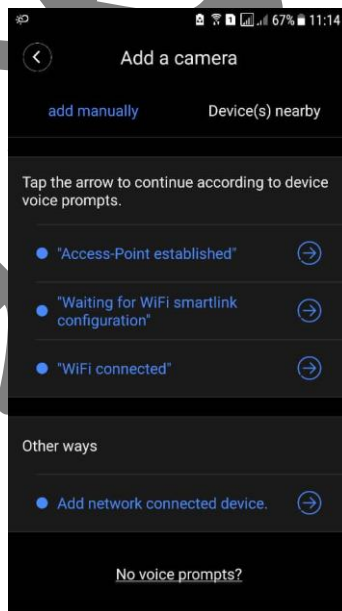 67% 11:14
Add a camera
add manually Device(s) nearby
Tap the arrow to continue according to device
voice prompts.
"Access-Point established"
"Waiting for WiFi smartlink
configuration"
"WiFi connected"
Other ways
Add network connected device.
No voice prompts?